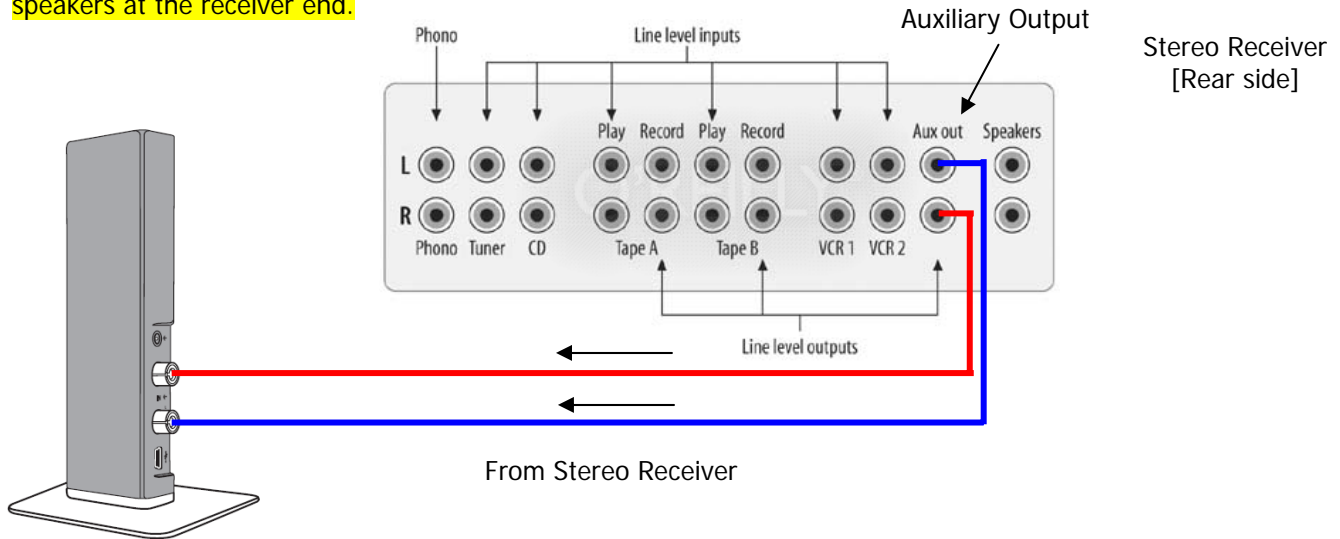 speakers at the receiver end.
Auxiliary Output
Stereo Receiver
[Rear side]
Phono
Line level inputs
Play Record Play Record
Aux out Speakers
L
O'REILLY
R
Phono Tuner CD
Tape A
Tape B
VCR 1 VCR 2
Line level outputs
From Stereo Receiver